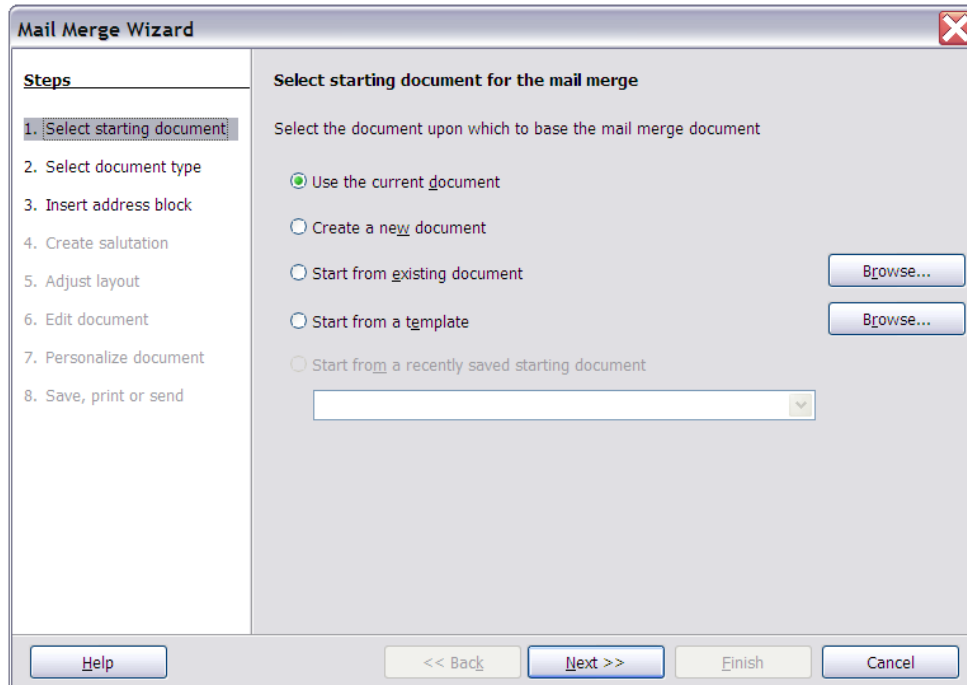 Mail Merge Wizard
Steps
1. Select starting document
2. Select document type
3. Insert address block
4. Create salutation
5. Adjust layout
6. Edit document
7. Personalize document
8. Save, print or send
Select starting document for the mail merge
Select the document upon which to base the mail merge document
Use the current document
Create a new document
Start from existing document
Browse...
Start from a template
Browse...
Start from a recently saved starting document
Help
<< Back
Next >>
Finish
Cancel